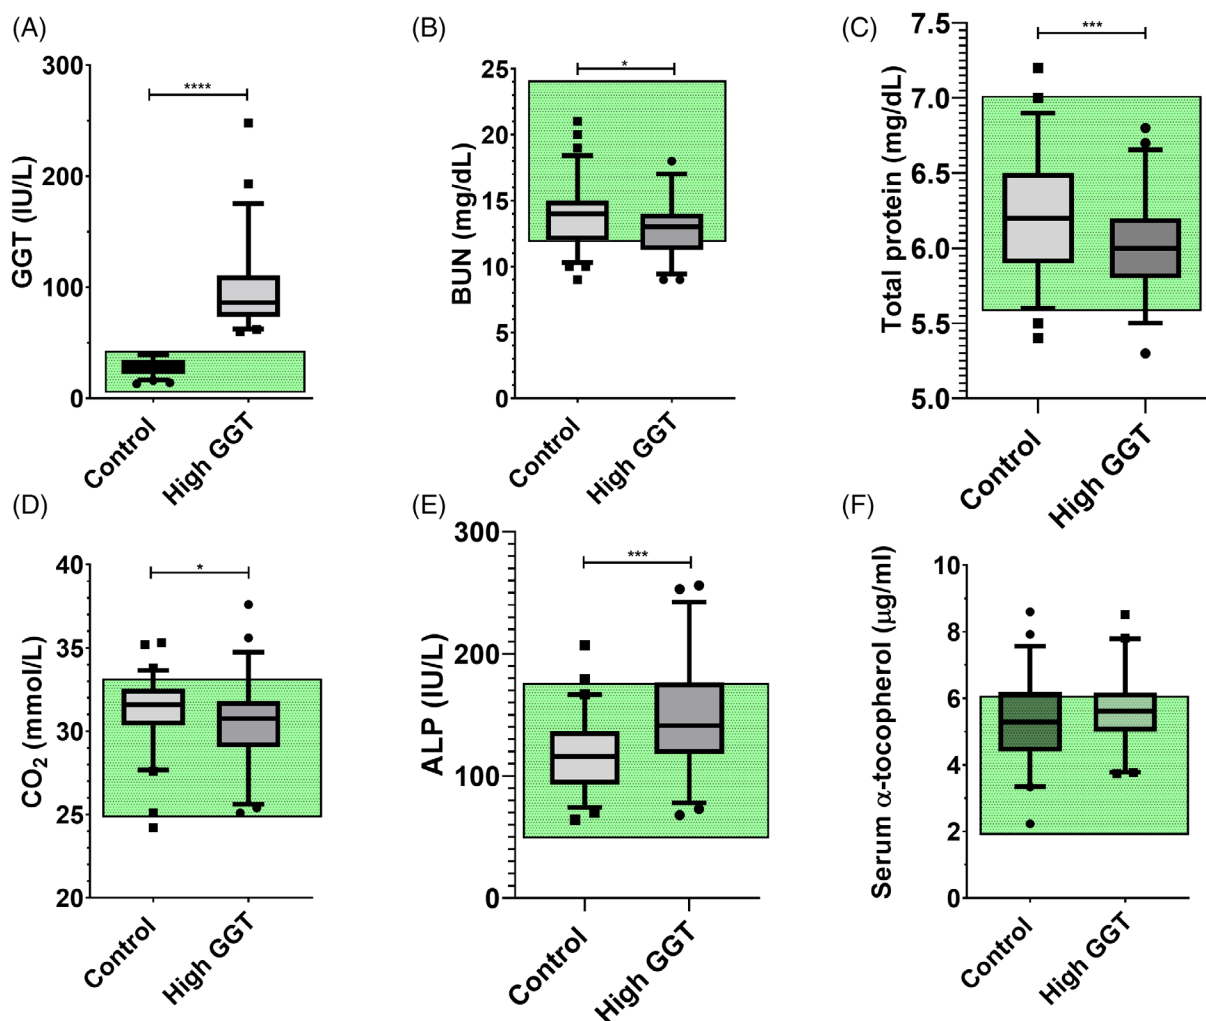 (A)
GGT (IU/L)
300
200
100
0
****
Control
High GGT
(B)
BUN (mg/dL)
25
20
15
10
5
0
*
Control
High GGT
(C)
Total protein (mg/dL)
7.5
7.0
6.5
6.0
5.5
5.0
***
Control
High GGT
(D)
CO₂ (mmol/L)
40
35
30
25
20
*
Control
High GGT
(E)
ALP (IU/L)
300
200
100
0
***
Control
High GGT
(F)
Serum α-tocopherol (μg/ml)
10
8
6
4
2
0
Control
High GGT